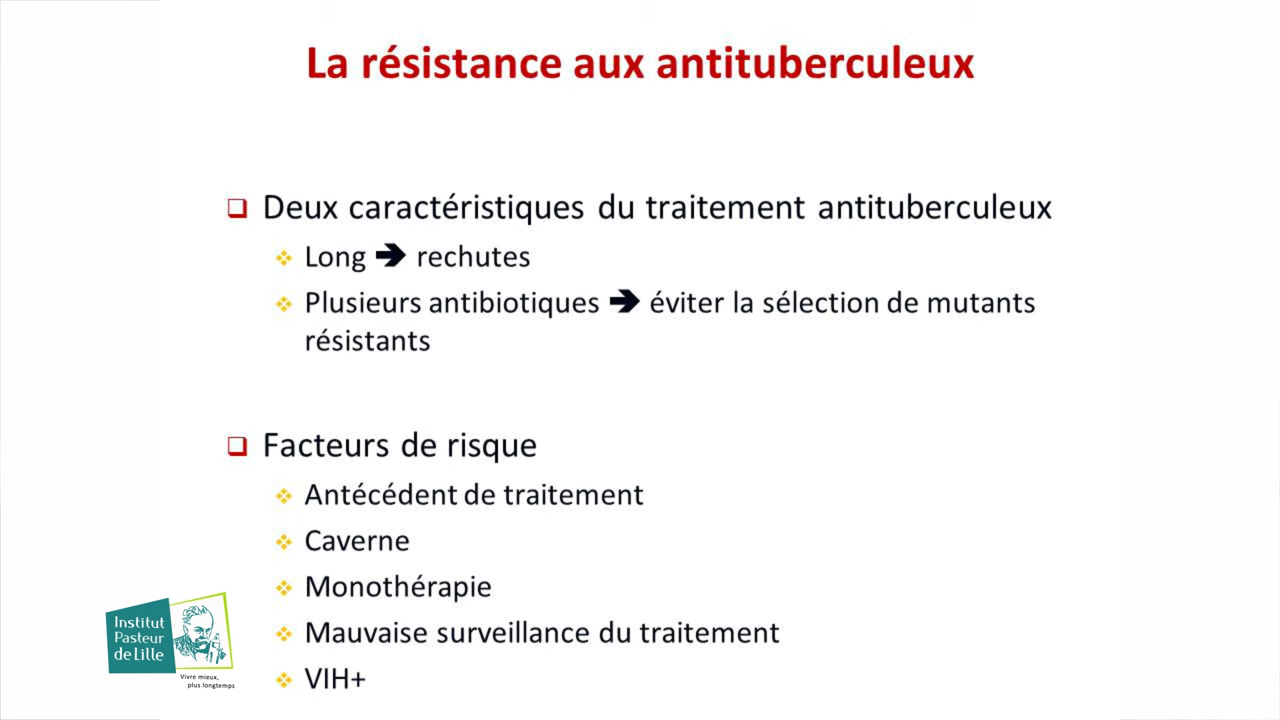 La résistance aux antituberculeux
Deux caractéristiques du traitement antituberculeux
Long ➔ rechutes
Plusieurs antibiotiques ➔ éviter la sélection de mutants
résistants
Facteurs de risque
Antécédent de traitement
Caverne
Monothérapie
Mauvaise surveillance du traitement
VIH+
Institut
Pasteur
de Lille
Vivre mieux,
plus longtemps